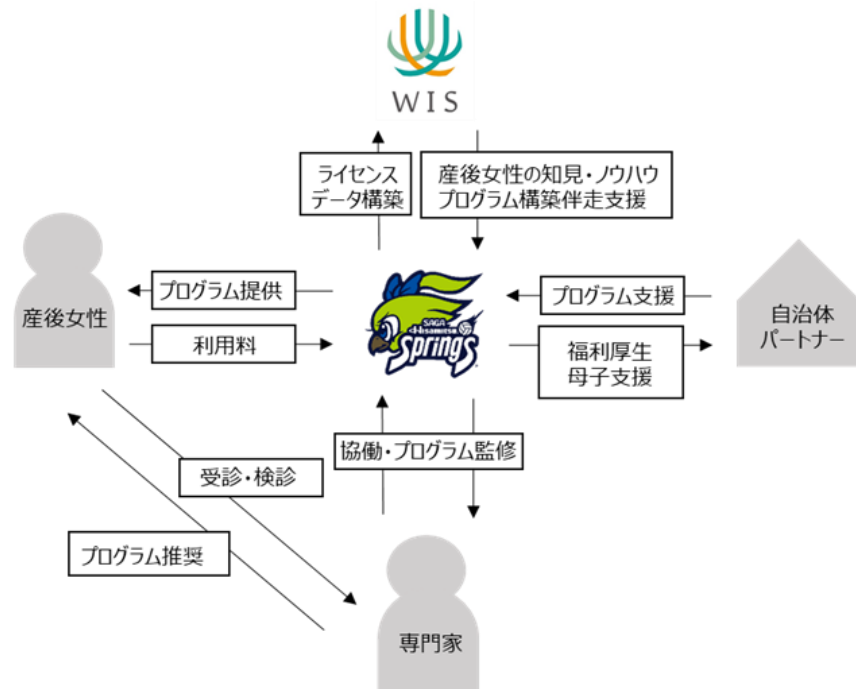 WIS
ライセンス
データ構築
産後女性の知見・ノウハウ
プログラム構築伴走支援
産後女性
プログラム提供
利用料
SAGA
HISAMITSU
Springs
プログラム支援
福利厚生
母子支援
自治体
パートナー
協働・プログラム監修
受診・検診
プログラム推奨
専門家